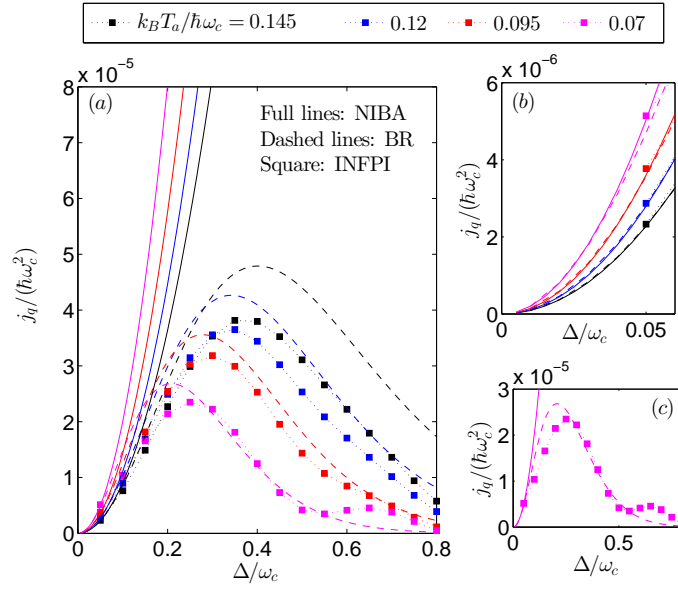 k_B T_a/ħω_c = 0.145 0.12 0.095 0.07
x 10^-5
(a)
Full lines: NIBA
Dashed lines: BR
Square: INFPI
j_q/(ħω_c^2)
8
7
6
5
4
3
2
1
0
0 0.2 0.4 0.6 0.8
Δ/ω_c
x 10^-6
(b)
j_q/(ħω_c^2)
6
4
2
0
0 0.05
Δ/ω_c
x 10^-5
(c)
j_q/(ħω_c^2)
3
2
1
0
0 0.5
Δ/ω_c